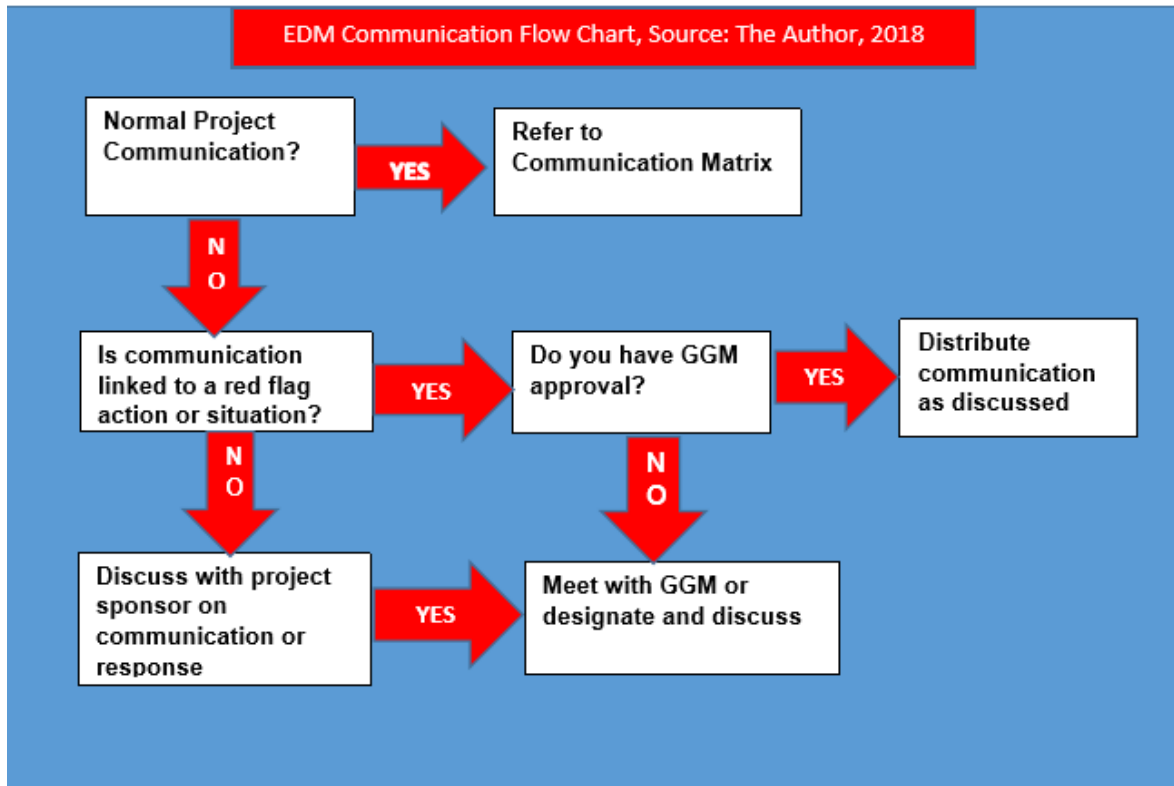 EDM Communication Flow Chart, Source: The Author, 2018
Normal Project
Communication?
YES
Refer to
Communication Matrix
N
O
Is communication
linked to a red flag
action or situation?
YES
Do you have GGM
approval?
YES
Distribute
communication
as discussed
N
O
N
O
Discuss with project
sponsor on
communication or
response
YES
Meet with GGM or
designate and discuss